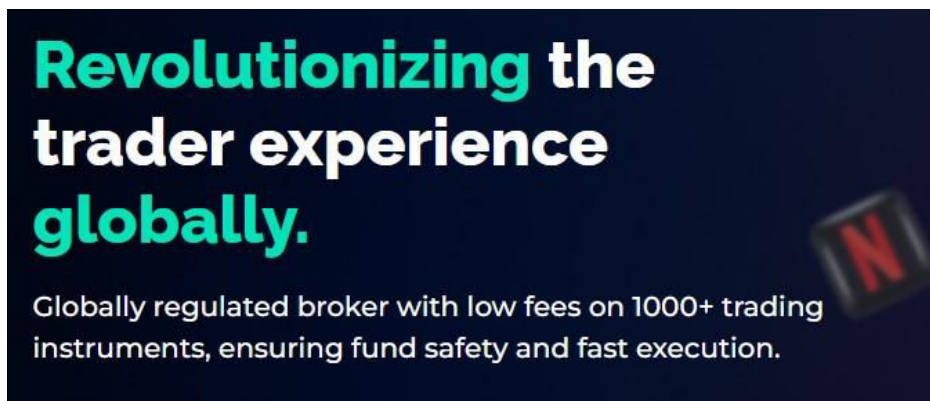 Revolutionizing the
trader experience
globally.
Globally regulated broker with low fees on 1000+ trading
instruments, ensuring fund safety and fast execution.
N